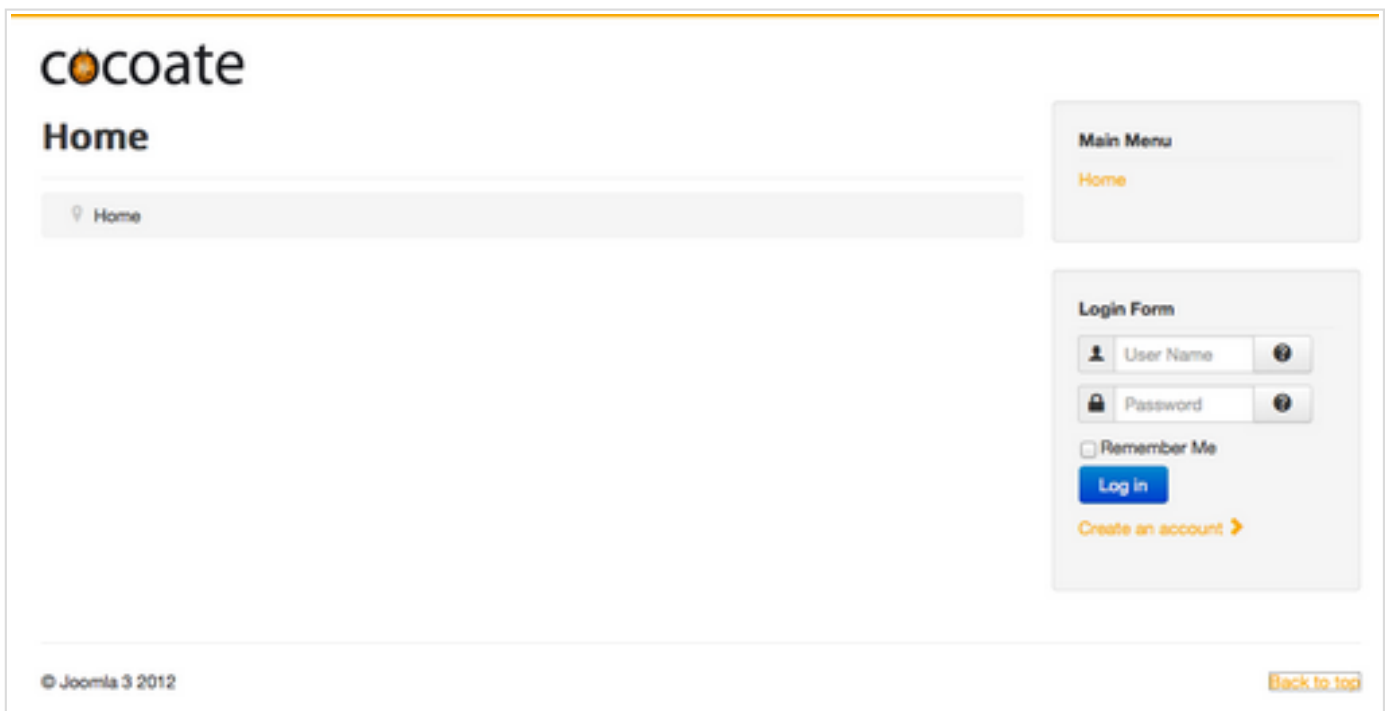 cocoate
Home
Home
Main Menu
Home
Login Form
User Name
Password
Remember Me
Log in
Create an account
© Joomla 3 2012
Back to top